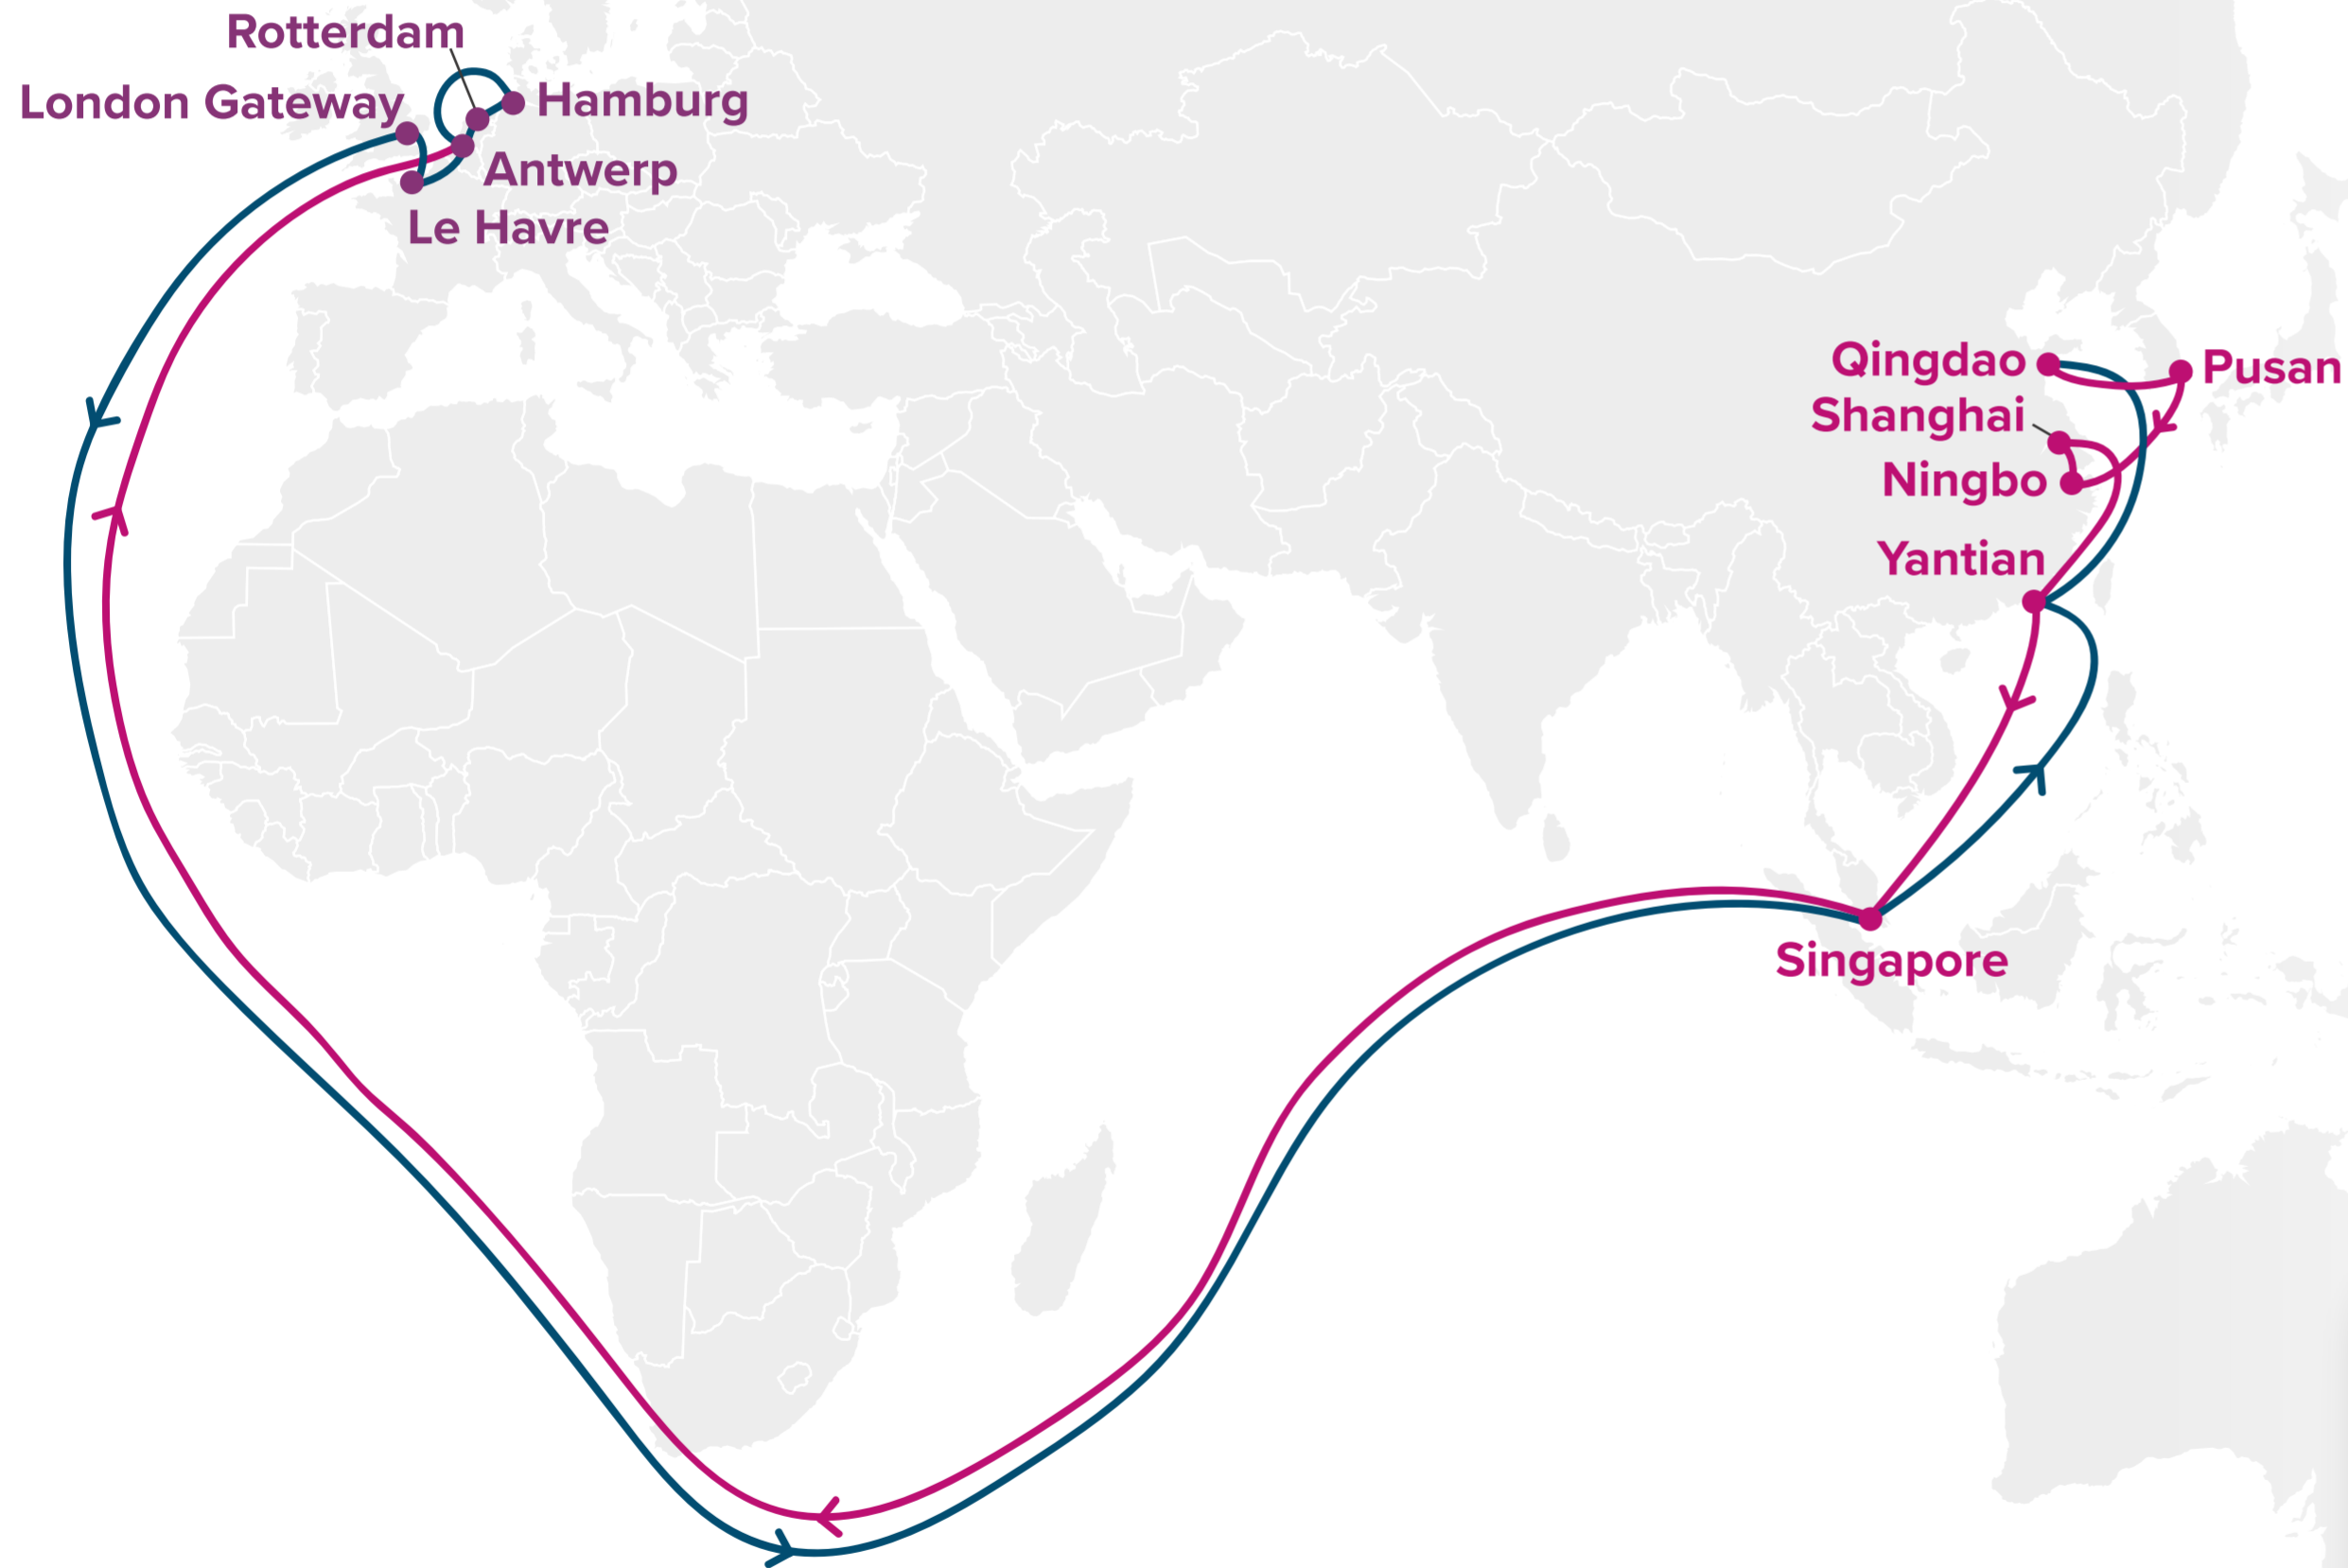 Rotterdam
London Gateway
Hamburg
Antwerp
Le Havre
Qingdao
Pusan
Shanghai
Ningbo
Yantian
Singapore